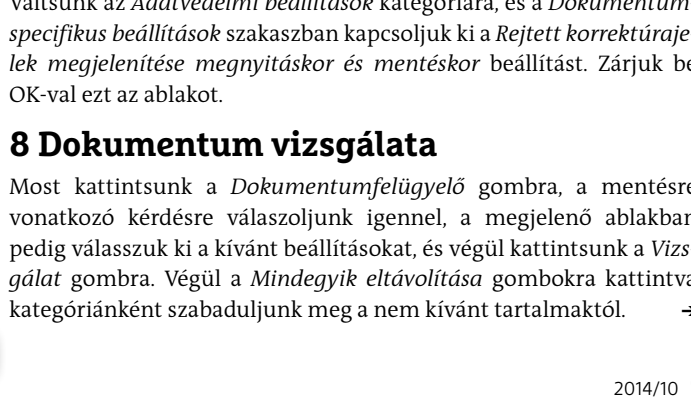 Váltsunk az Adatvédelmi beállítások kategóriára, és a Dokumentum
specifikus beállítások szakaszban kapcsoljuk ki a Rejtett korrektúraje
lek megjelenítése megnyitáskor és mentéskor beállítást. Zárjuk be
OK-val ezt az ablakot.
8 Dokumentum vizsgálata
Most kattintsunk a Dokumentumfelügyelő gombra, a mentésre
vonatkozó kérdésre válaszoljunk igennel, a megjelenő ablakban
pedig válasszuk ki a kívánt beállításokat, és végül kattintsunk a Vizs
gálat gombra. Végül a Mindegyik eltávolítása gombokra kattintva
kategóriánként szabaduljunk meg a nem kívánt tartalmaktól. →
2014/10